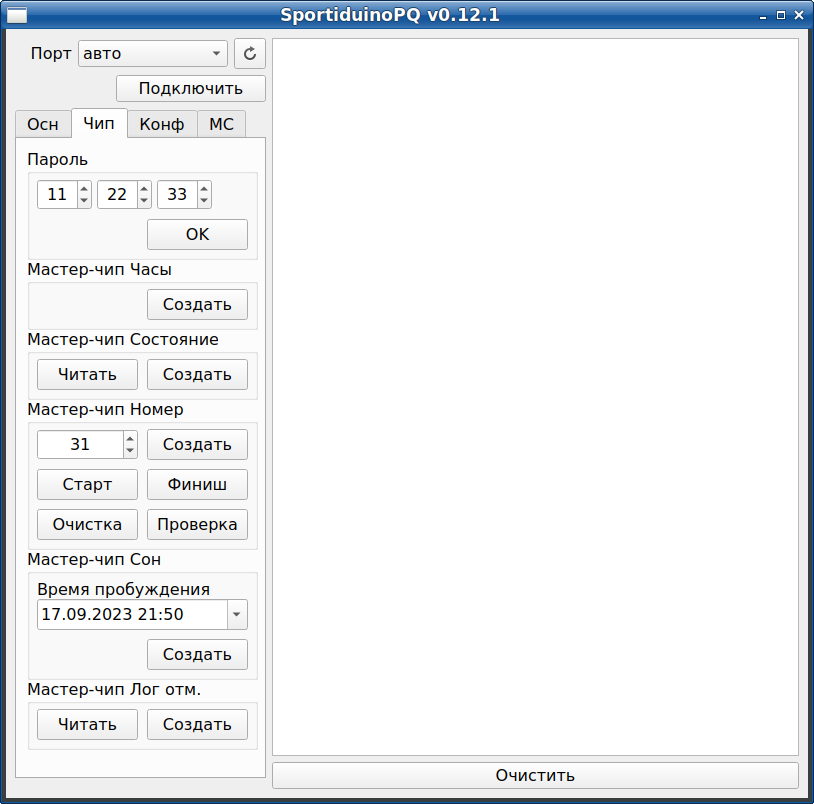 SportiduinoPQ v0.12.1
Порт авто
Подключить
Осн Чип Конф МС
Пароль
11 22 33
OK
Мастер-чип Часы
Создать
Мастер-чип Состояние
Читать Создать
Мастер-чип Номер
31 Создать
Старт Финиш
Очистка Проверка
Мастер-чип Сон
Время пробуждения
17.09.2023 21:50
Создать
Мастер-чип Лог отм.
Читать Создать
Очистить